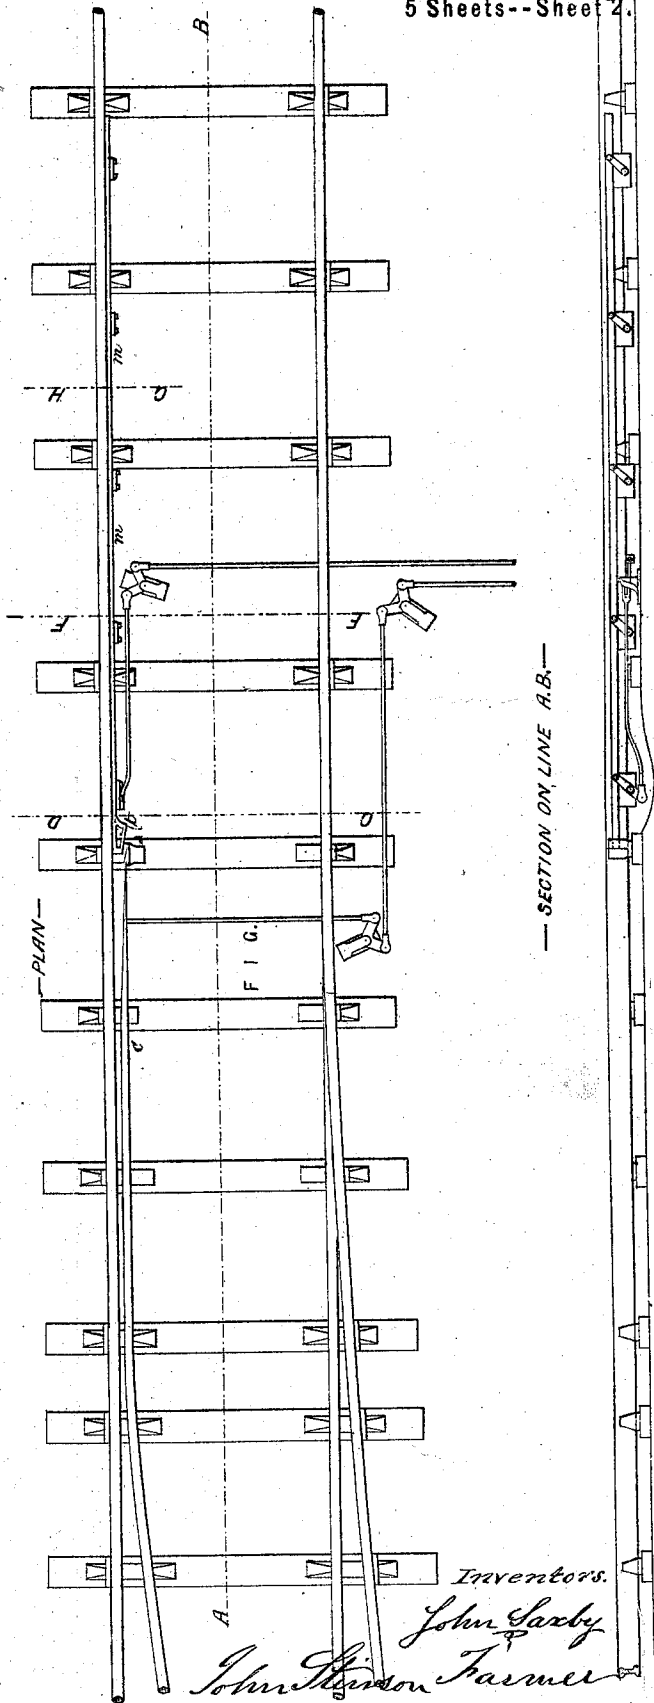 5 Sheets--Sheet 2.
B
m
H G
m
F E
D
—PLAN—
FIG.
c
—SECTION ON LINE A.B.—
A
Inventors.
John Saxby
John Stinson Farmer